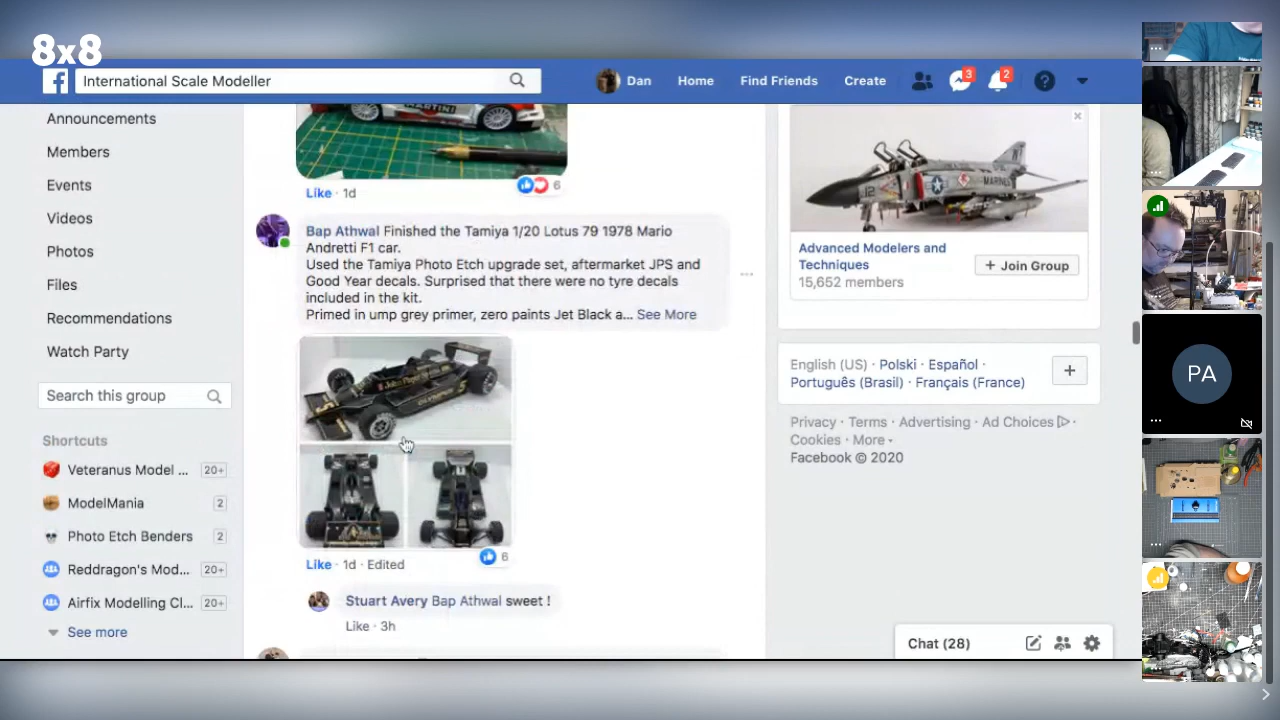 8x8
International Scale Modeller
Dan
Home
Find Friends
Create
3
2
Announcements
Members
Events
Videos
Photos
Files
Recommendations
Watch Party
Search this group
Shortcuts
Veteranus Model ...
20+
ModelMania
2
Photo Etch Benders
2
Reddragon's Mod...
20+
Airfix Modelling Cl...
20+
See more
MARTINI
Like · 1d
6
Bap Athwal Finished the Tamiya 1/20 Lotus 79 1978 Mario
Andretti F1 car.
Used the Tamiya Photo Etch upgrade set, aftermarket JPS and
Good Year decals. Surprised that there were no tyre decals
included in the kit.
Primed in ump grey primer, zero paints Jet Black a... See More
Like · 1d · Edited
6
Stuart Avery Bap Athwal sweet !
Like · 3h
12
MARINES
Advanced Modelers and
Techniques
15,652 members
+ Join Group
English (US) · Polski · Español ·
Português (Brasil) · Français (France)
Privacy · Terms · Advertising · Ad Choices
Cookies · More
Facebook © 2020
Chat (28)
PA